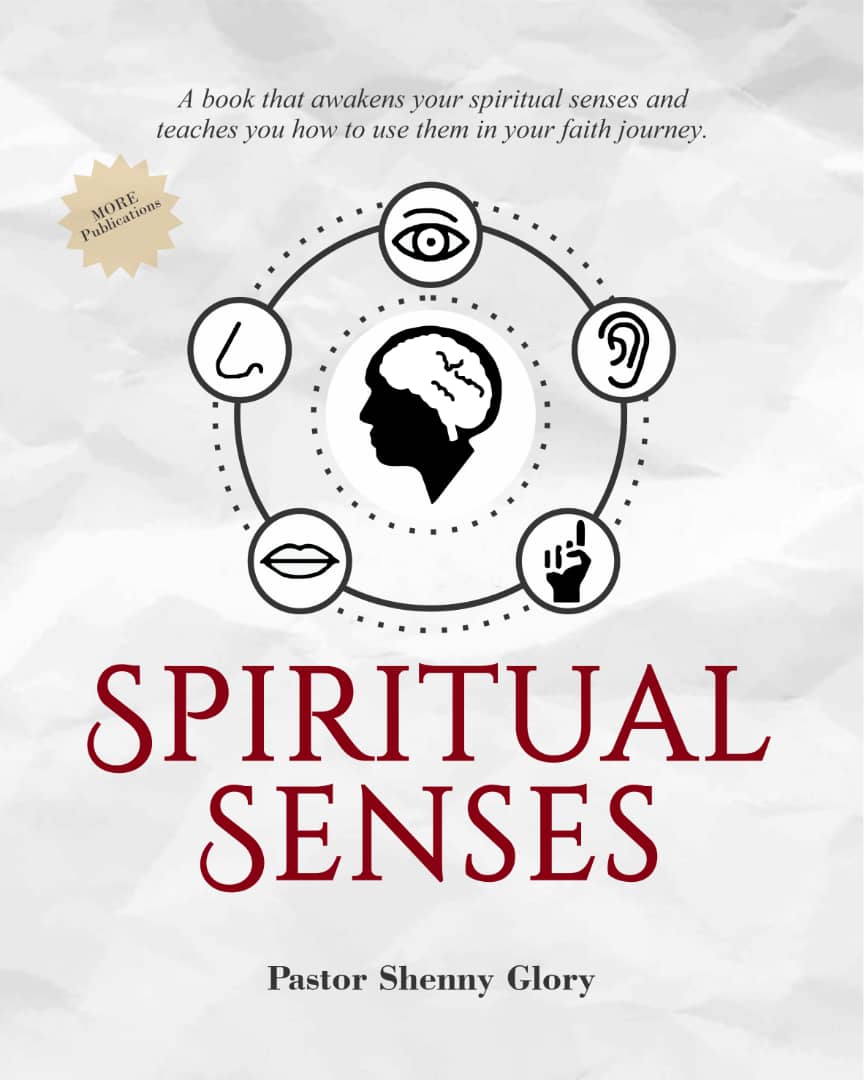 A book that awakens your spiritual senses and
teaches you how to use them in your faith journey.
MORE
Publications
SPIRITUAL
SENSES
Pastor Shenny Glory